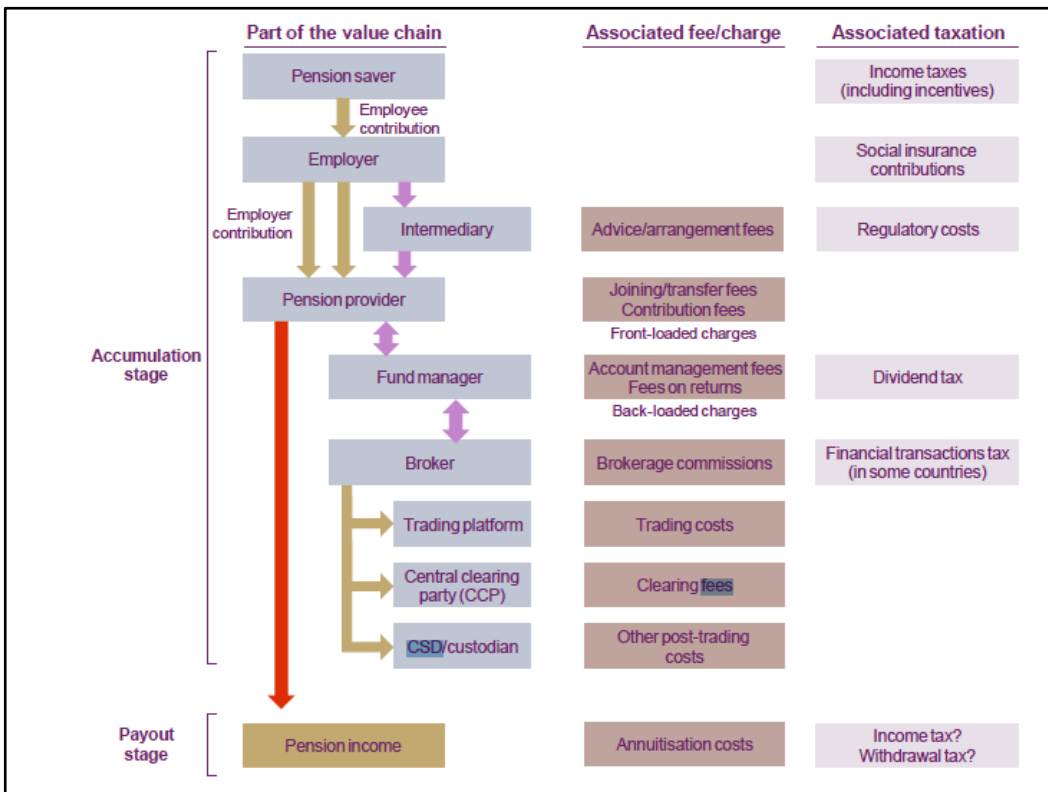 Part of the value chain
Associated fee/charge
Associated taxation
Pension saver
Income taxes
(including incentives)
Employee
contribution
Employer
Social insurance
contributions
Employer
contribution
Intermediary
Advice/arrangement fees
Regulatory costs
Pension provider
Joining/transfer fees
Contribution fees
Front-loaded charges
Accumulation
stage
Fund manager
Account management fees
Fees on returns
Dividend tax
Back-loaded charges
Broker
Brokerage commissions
Financial transactions tax
(in some countries)
Trading platform
Trading costs
Central clearing
party (CCP)
Clearing fees
CSD/custodian
Other post-trading
costs
Payout
stage
Pension income
Annuitisation costs
Income tax?
Withdrawal tax?